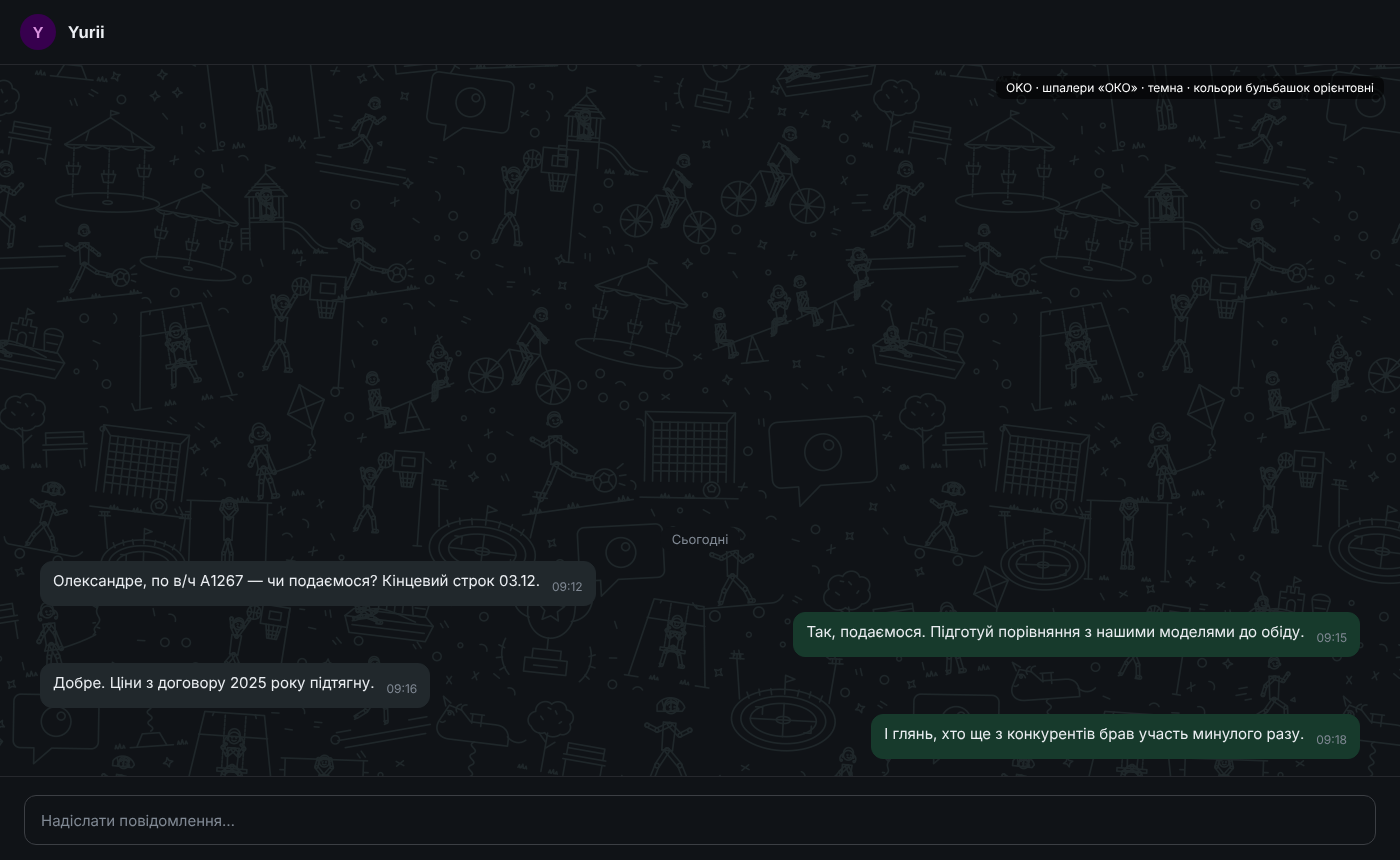 Y
Yurii
ОКО · шпалери «ОКО» · темна · кольори бульбашок орієнтовні
Сьогодні
Олександре, по в/ч А1267 — чи подаємося? Кінцевий строк 03.12. 09:12
Так, подаємося. Підготуй порівняння з нашими моделями до обіду. 09:15
Добре. Ціни з договору 2025 року підтягну. 09:16
І глянь, хто ще з конкурентів брав участь минулого разу. 09:18
Надіслати повідомлення...